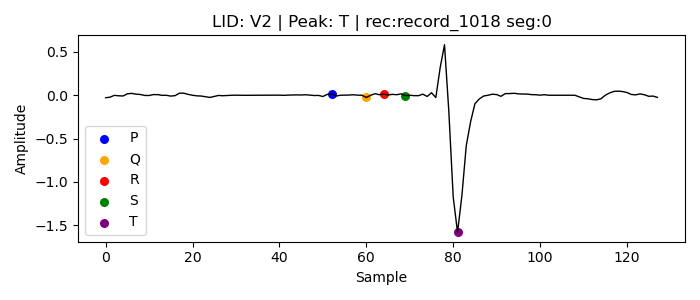 LID: V2 | Peak: T | rec:record_1018 seg:0
Amplitude
0.5
0.0
−0.5
−1.0
−1.5
P
Q
R
S
T
0
20
40
60
80
100
120
Sample